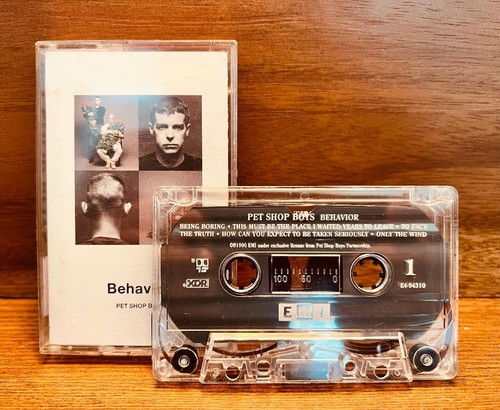 Behav
PET SHOP B
PET SHOP BOYS BEHAVIOR
BEING BORING • THIS MUST BE THE PLACE I WAITED YEARS TO LEAVE • TO FACE
THE TRUTH • HOW CAN YOU EXPECT TO BE TAKEN SERIOUSLY • ONLY THE WIND
1990 EMI under exclusive license from Pet Shop Boys Partnership.
1
100 50 0
XDR
E4-94310
EMI